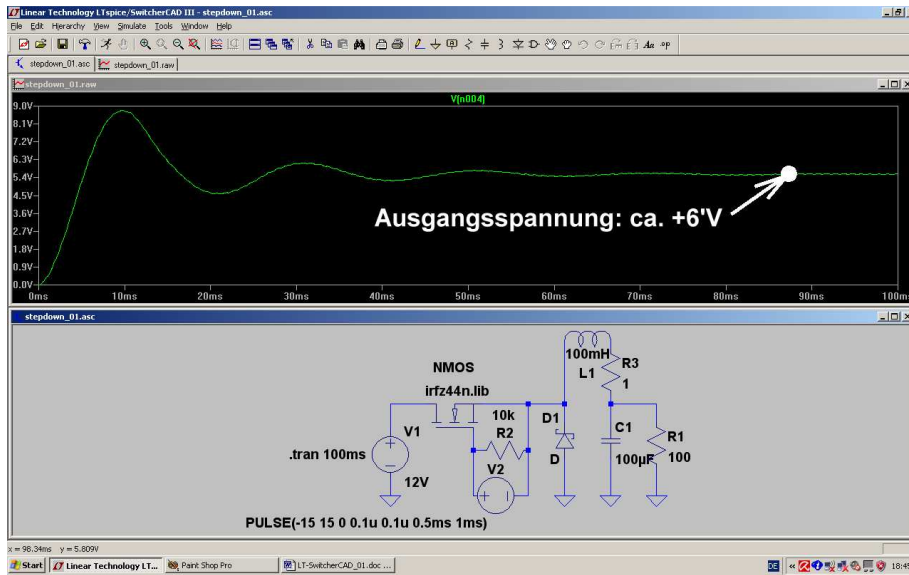 Linear Technology LTspice/SwitcherCAD III - stepdown_01.asc
File Edit Hierarchy View Simulate Tools Window Help
stepdown_01.asc stepdown_01.raw
stepdown_01.raw
V(n004)
9.0V
8.1V
7.2V
6.3V
5.4V
4.5V
3.6V
2.7V
1.8V
0.9V
0.0V
Ausgangsspannung: ca. +6'V
0ms 10ms 20ms 30ms 40ms 50ms 60ms 70ms 80ms 90ms 100ms
stepdown_01.asc
100mH R3
L1 1
NMOS
irfz44n.lib
10k D1 C1 R1
V1 R2
.tran 100ms D 100µF 100
V2
12V
PULSE(-15 15 0 0.1u 0.1u 0.5ms 1ms)
x = 98.34ms y = 5.809V
Start Linear Technology LT... Paint Shop Pro LT-SwitcherCAD_01.doc ... DE 18:45